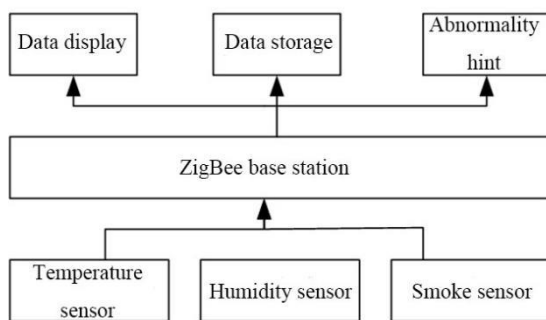 Data display
Data storage
Abnormality
hint
ZigBee base station
Temperature
sensor
Humidity sensor
Smoke sensor